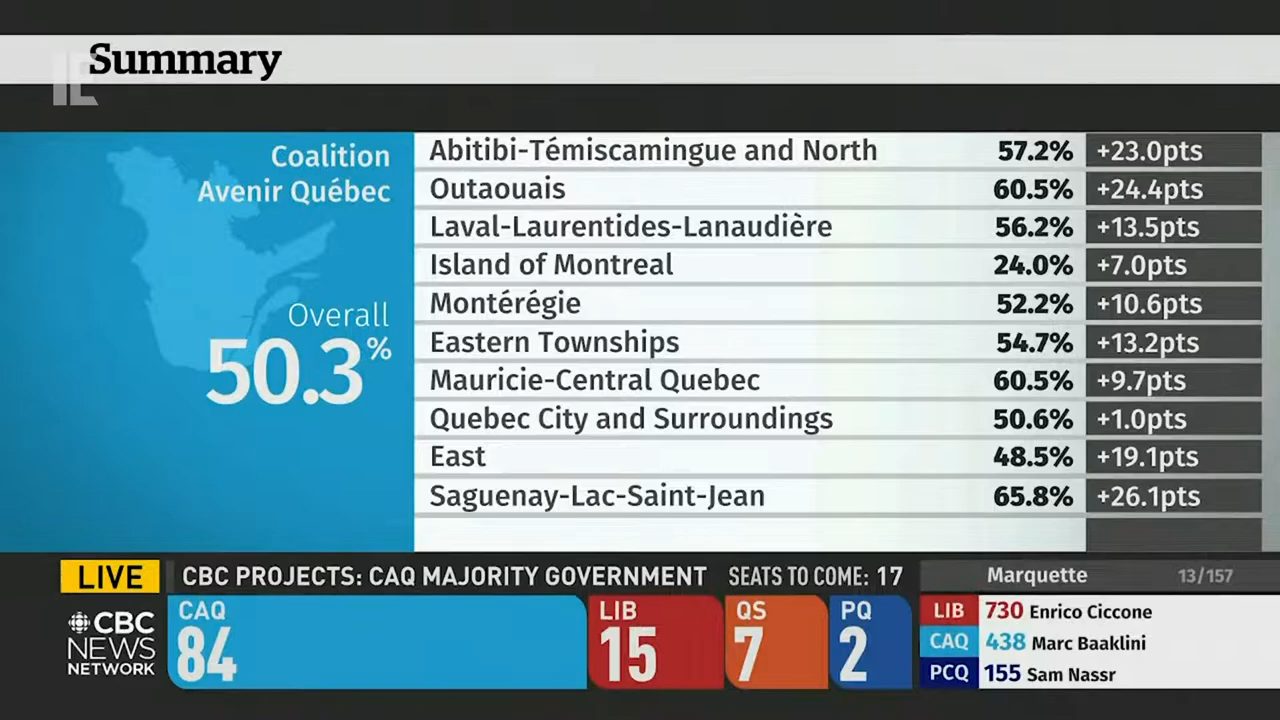 Summary
IE
Coalition
Avenir Québec
Overall
50.3%
Abitibi-Témiscamingue and North 57.2% +23.0pts
Outaouais 60.5% +24.4pts
Laval-Laurentides-Lanaudière 56.2% +13.5pts
Island of Montreal 24.0% +7.0pts
Montérégie 52.2% +10.6pts
Eastern Townships 54.7% +13.2pts
Mauricie-Central Quebec 60.5% +9.7pts
Quebec City and Surroundings 50.6% +1.0pts
East 48.5% +19.1pts
Saguenay-Lac-Saint-Jean 65.8% +26.1pts
LIVE CBC PROJECTS: CAQ MAJORITY GOVERNMENT SEATS TO COME: 17
CBC
NEWS
NETWORK
CAQ
84
LIB
15
QS
7
PQ
2
Marquette 13/157
LIB 730 Enrico Ciccone
CAQ 438 Marc Baaklini
PCQ 155 Sam Nassr